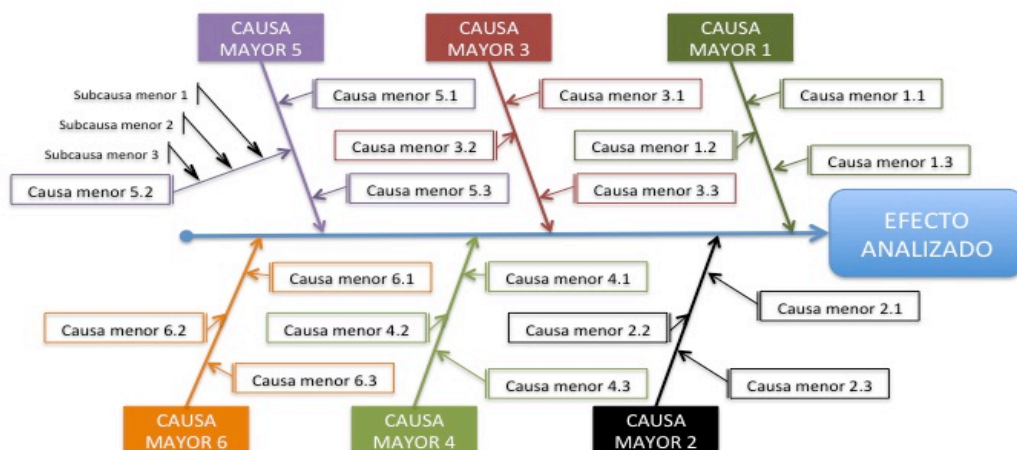 CAUSA
MAYOR 5
CAUSA
MAYOR 3
CAUSA
MAYOR 1
Subcausa menor 1
Subcausa menor 2
Subcausa menor 3
Causa menor 5.1
Causa menor 5.2
Causa menor 5.3
Causa menor 3.1
Causa menor 3.2
Causa menor 3.3
Causa menor 1.1
Causa menor 1.2
Causa menor 1.3
EFECTO
ANALIZADO
Causa menor 6.1
Causa menor 6.2
Causa menor 6.3
Causa menor 4.1
Causa menor 4.2
Causa menor 4.3
Causa menor 2.1
Causa menor 2.2
Causa menor 2.3
CAUSA
MAYOR 6
CAUSA
MAYOR 4
CAUSA
MAYOR 2